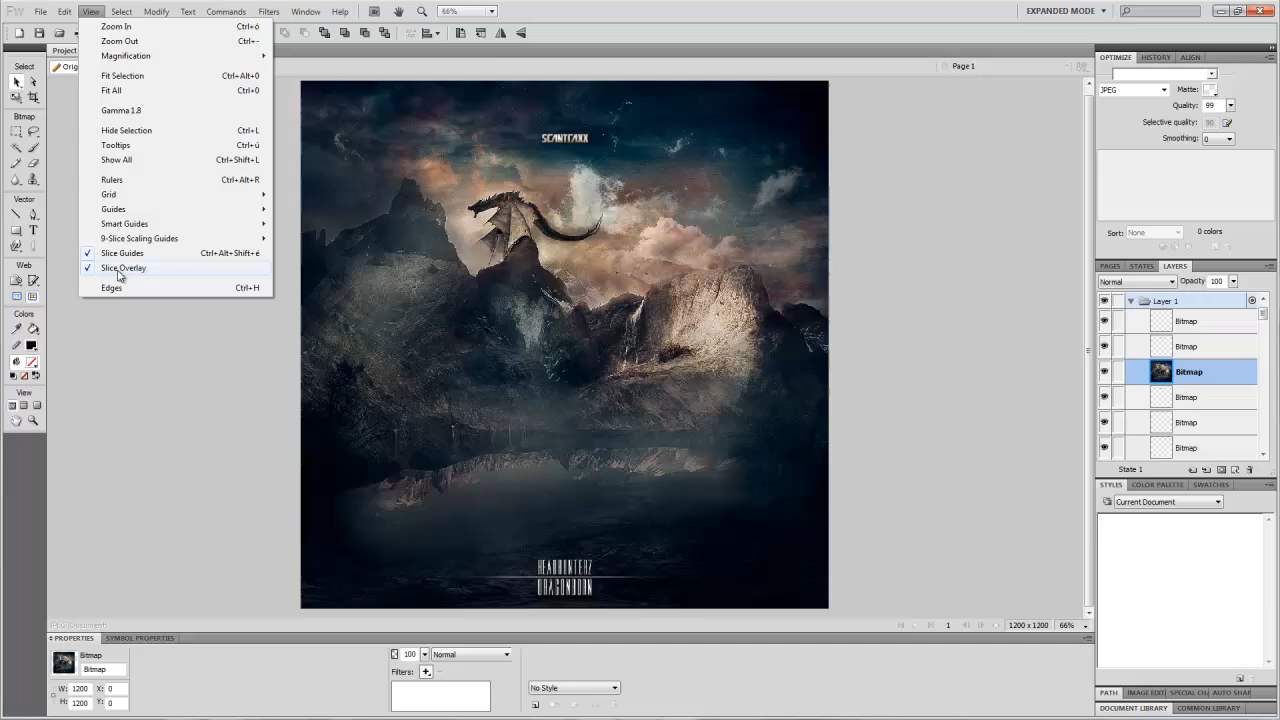 Fw File Edit View Select Modify Text Commands Filters Window Help 66% EXPANDED MODE
Zoom In Ctrl+ó
Zoom Out Ctrl+-
Magnification
Fit Selection Ctrl+Alt+0
Fit All Ctrl+0
Gamma 1.8
Hide Selection Ctrl+L
Tooltips Ctrl+ú
Show All Ctrl+Shift+L
Rulers Ctrl+Alt+R
Grid
Guides
Smart Guides
9-Slice Scaling Guides
Slice Guides Ctrl+Alt+Shift+é
Slice Overlay
Edges Ctrl+H
Project
Orig
Page 1
Select
Bitmap
Vector
Web
Colors
View
SCANTRAXX
HEADHUNTERZ
DRAGONBORN
OPTIMIZE HISTORY ALIGN
JPEG Matte:
Quality: 99
Selective quality: 90
Smoothing: 0
Sort: None 0 colors
PAGES STATES LAYERS
Normal Opacity 100
Layer 1
Bitmap
Bitmap
Bitmap
Bitmap
Bitmap
Bitmap
State 1
STYLES COLOR PALETTE SWATCHES
Current Document
JPEG (Document)
1 1200 x 1200 66%
PROPERTIES SYMBOL PROPERTIES
Bitmap
Bitmap
W: 1200 X: 0
H: 1200 Y: 0
100 Normal
Filters:
No Style
PATH IMAGE EDITI SPECIAL CHA AUTO SHAP
DOCUMENT LIBRARY COMMON LIBRARY